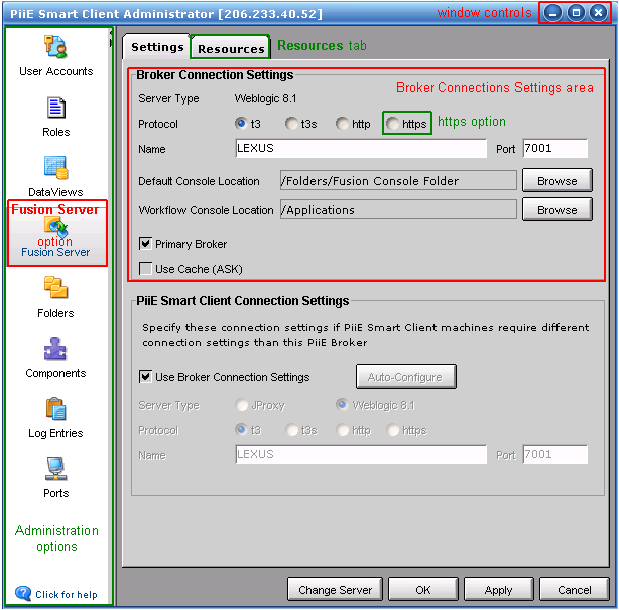 PiiE Smart Client Administrator [206.233.40.52]
window controls
User Accounts
Roles
DataViews
Fusion Server
option
Fusion Server
Folders
Components
Log Entries
Ports
Administration
options
Click for help
Settings
Resources
Resources tab
Broker Connection Settings
Broker Connections Settings area
Server Type Weblogic 8.1
Protocol t3 t3s http https
https option
Name LEXUS Port 7001
Default Console Location /Folders/Fusion Console Folder Browse
Workflow Console Location /Applications Browse
Primary Broker
Use Cache (ASK)
PiiE Smart Client Connection Settings
Specify these connection settings if PiiE Smart Client machines require different
connection settings than this PiiE Broker
Use Broker Connection Settings Auto-Configure
Server Type JProxy Weblogic 8.1
Protocol t3 t3s http https
Name LEXUS Port 7001
Change Server OK Apply Cancel